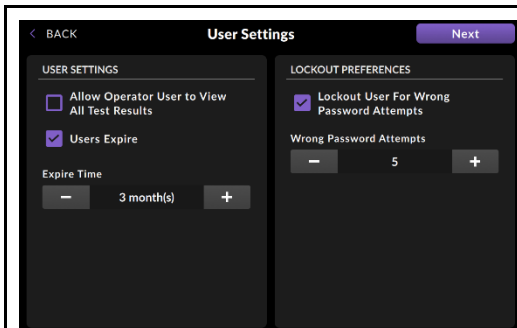 < BACK
User Settings
Next
USER SETTINGS
Allow Operator User to View
All Test Results
Users Expire
Expire Time
− 3 month(s) +
LOCKOUT PREFERENCES
Lockout User For Wrong
Password Attempts
Wrong Password Attempts
− 5 +